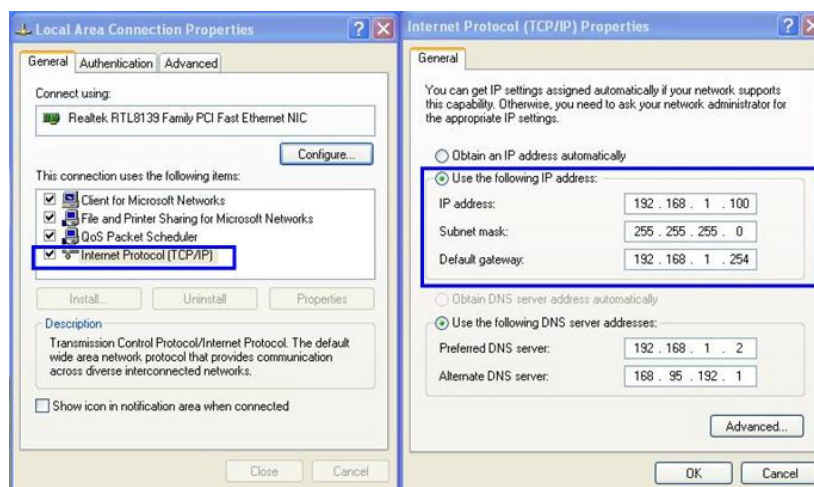 Local Area Connection Properties
General Authentication Advanced
Connect using:
Realtek RTL8139 Family PCI Fast Ethernet NIC
Configure...
This connection uses the following items:
Client for Microsoft Networks
File and Printer Sharing for Microsoft Networks
QoS Packet Scheduler
Internet Protocol (TCP/IP)
Install... Uninstall Properties
Description
Transmission Control Protocol/Internet Protocol. The default
wide area network protocol that provides communication
across diverse interconnected networks.
Show icon in notification area when connected
Close Cancel
Internet Protocol (TCP/IP) Properties
General
You can get IP settings assigned automatically if your network supports
this capability. Otherwise, you need to ask your network administrator for
the appropriate IP settings.
Obtain an IP address automatically
Use the following IP address:
IP address: 192 . 168 . 1 . 100
Subnet mask: 255 . 255 . 255 . 0
Default gateway: 192 . 168 . 1 . 254
Obtain DNS server address automatically
Use the following DNS server addresses:
Preferred DNS server: 192 . 168 . 1 . 2
Alternate DNS server: 168 . 95 . 192 . 1
Advanced...
OK Cancel